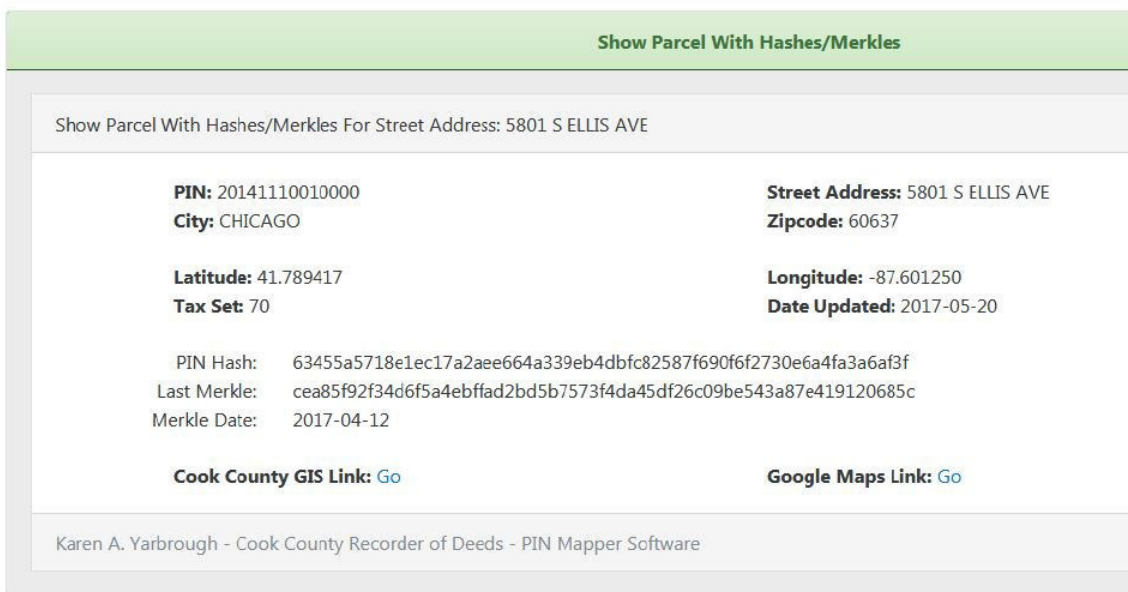 Show Parcel With Hashes/Merkles
Show Parcel With Hashes/Merkles For Street Address: 5801 S ELLIS AVE
PIN: 20141110010000 Street Address: 5801 S ELLIS AVE
City: CHICAGO Zipcode: 60637
Latitude: 41.789417 Longitude: -87.601250
Tax Set: 70 Date Updated: 2017-05-20
PIN Hash: 63455a5718e1ec17a2aee664a339eb4dbfc82587f690f6f2730e6a4fa3a6af3f
Last Merkle: cea85f92f34d6f5a4ebffad2bd5b7573f4da45df26c09be543a87e419120685c
Merkle Date: 2017-04-12
Cook County GIS Link: Go Google Maps Link: Go
Karen A. Yarbrough - Cook County Recorder of Deeds - PIN Mapper Software